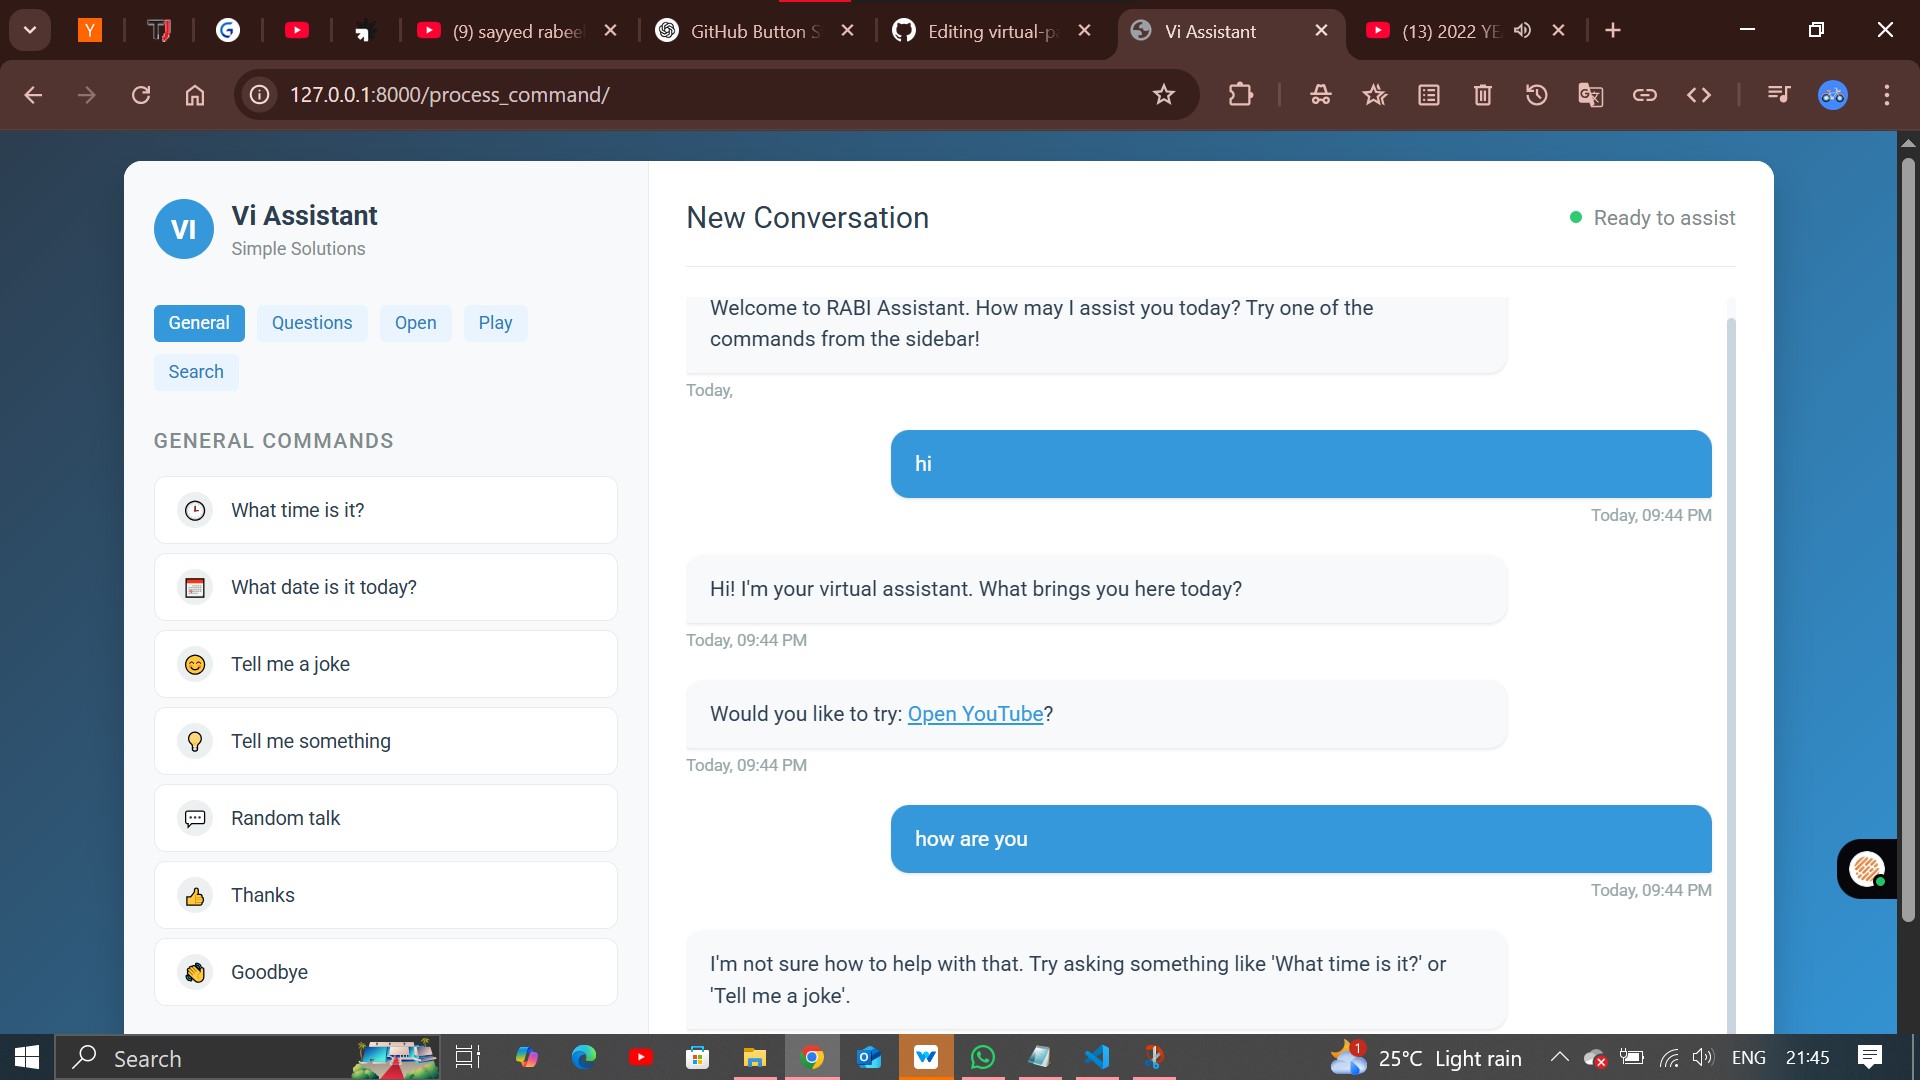 Y
TJ
G
(9) sayyed rabee
GitHub Button S
Editing virtual-pa
Vi Assistant
(13) 2022 YE
127.0.0.1:8000/process_command/
VI
Vi Assistant
Simple Solutions
General
Questions
Open
Play
Search
GENERAL COMMANDS
What time is it?
What date is it today?
Tell me a joke
Tell me something
Random talk
Thanks
Goodbye
New Conversation
Ready to assist
Welcome to RABI Assistant. How may I assist you today? Try one of the
commands from the sidebar!
Today,
hi
Today, 09:44 PM
Hi! I'm your virtual assistant. What brings you here today?
Today, 09:44 PM
Would you like to try: Open YouTube?
Today, 09:44 PM
how are you
Today, 09:44 PM
I'm not sure how to help with that. Try asking something like 'What time is it?' or
'Tell me a joke'.
Search
1
25°C Light rain
ENG
21:45